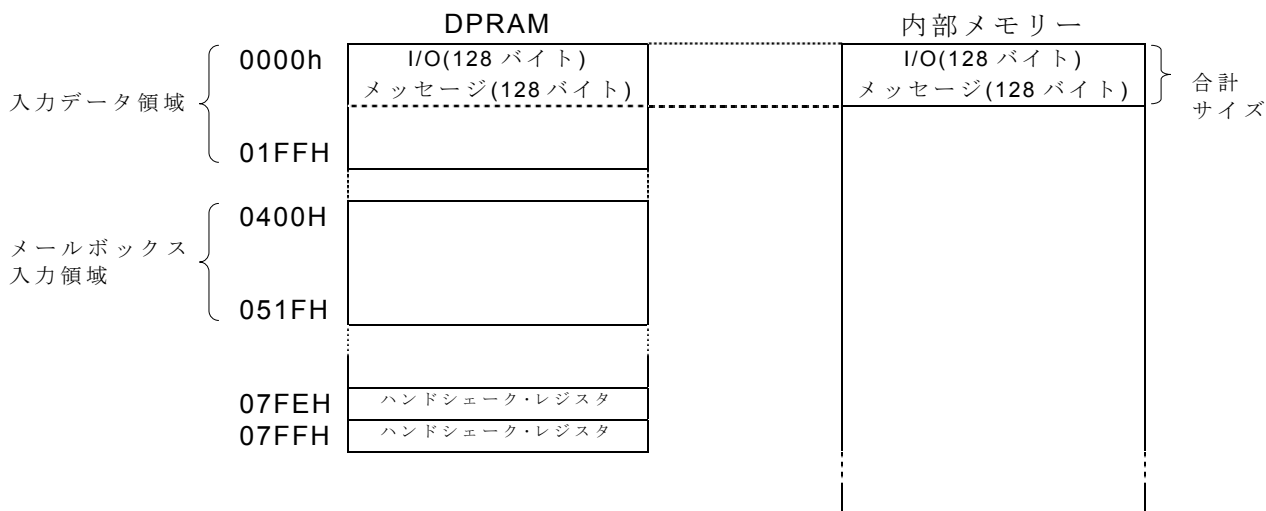 DPRAM
内部メモリー
0000h
I/O(128 バイト)
I/O(128 バイト)
メッセージ(128 バイト)
メッセージ(128 バイト)
合計
サイズ
入力データ領域
01FFH
0400H
メールボックス
入力領域
051FH
07FEH
ハンドシェーク・レジスタ
07FFH
ハンドシェーク・レジスタ